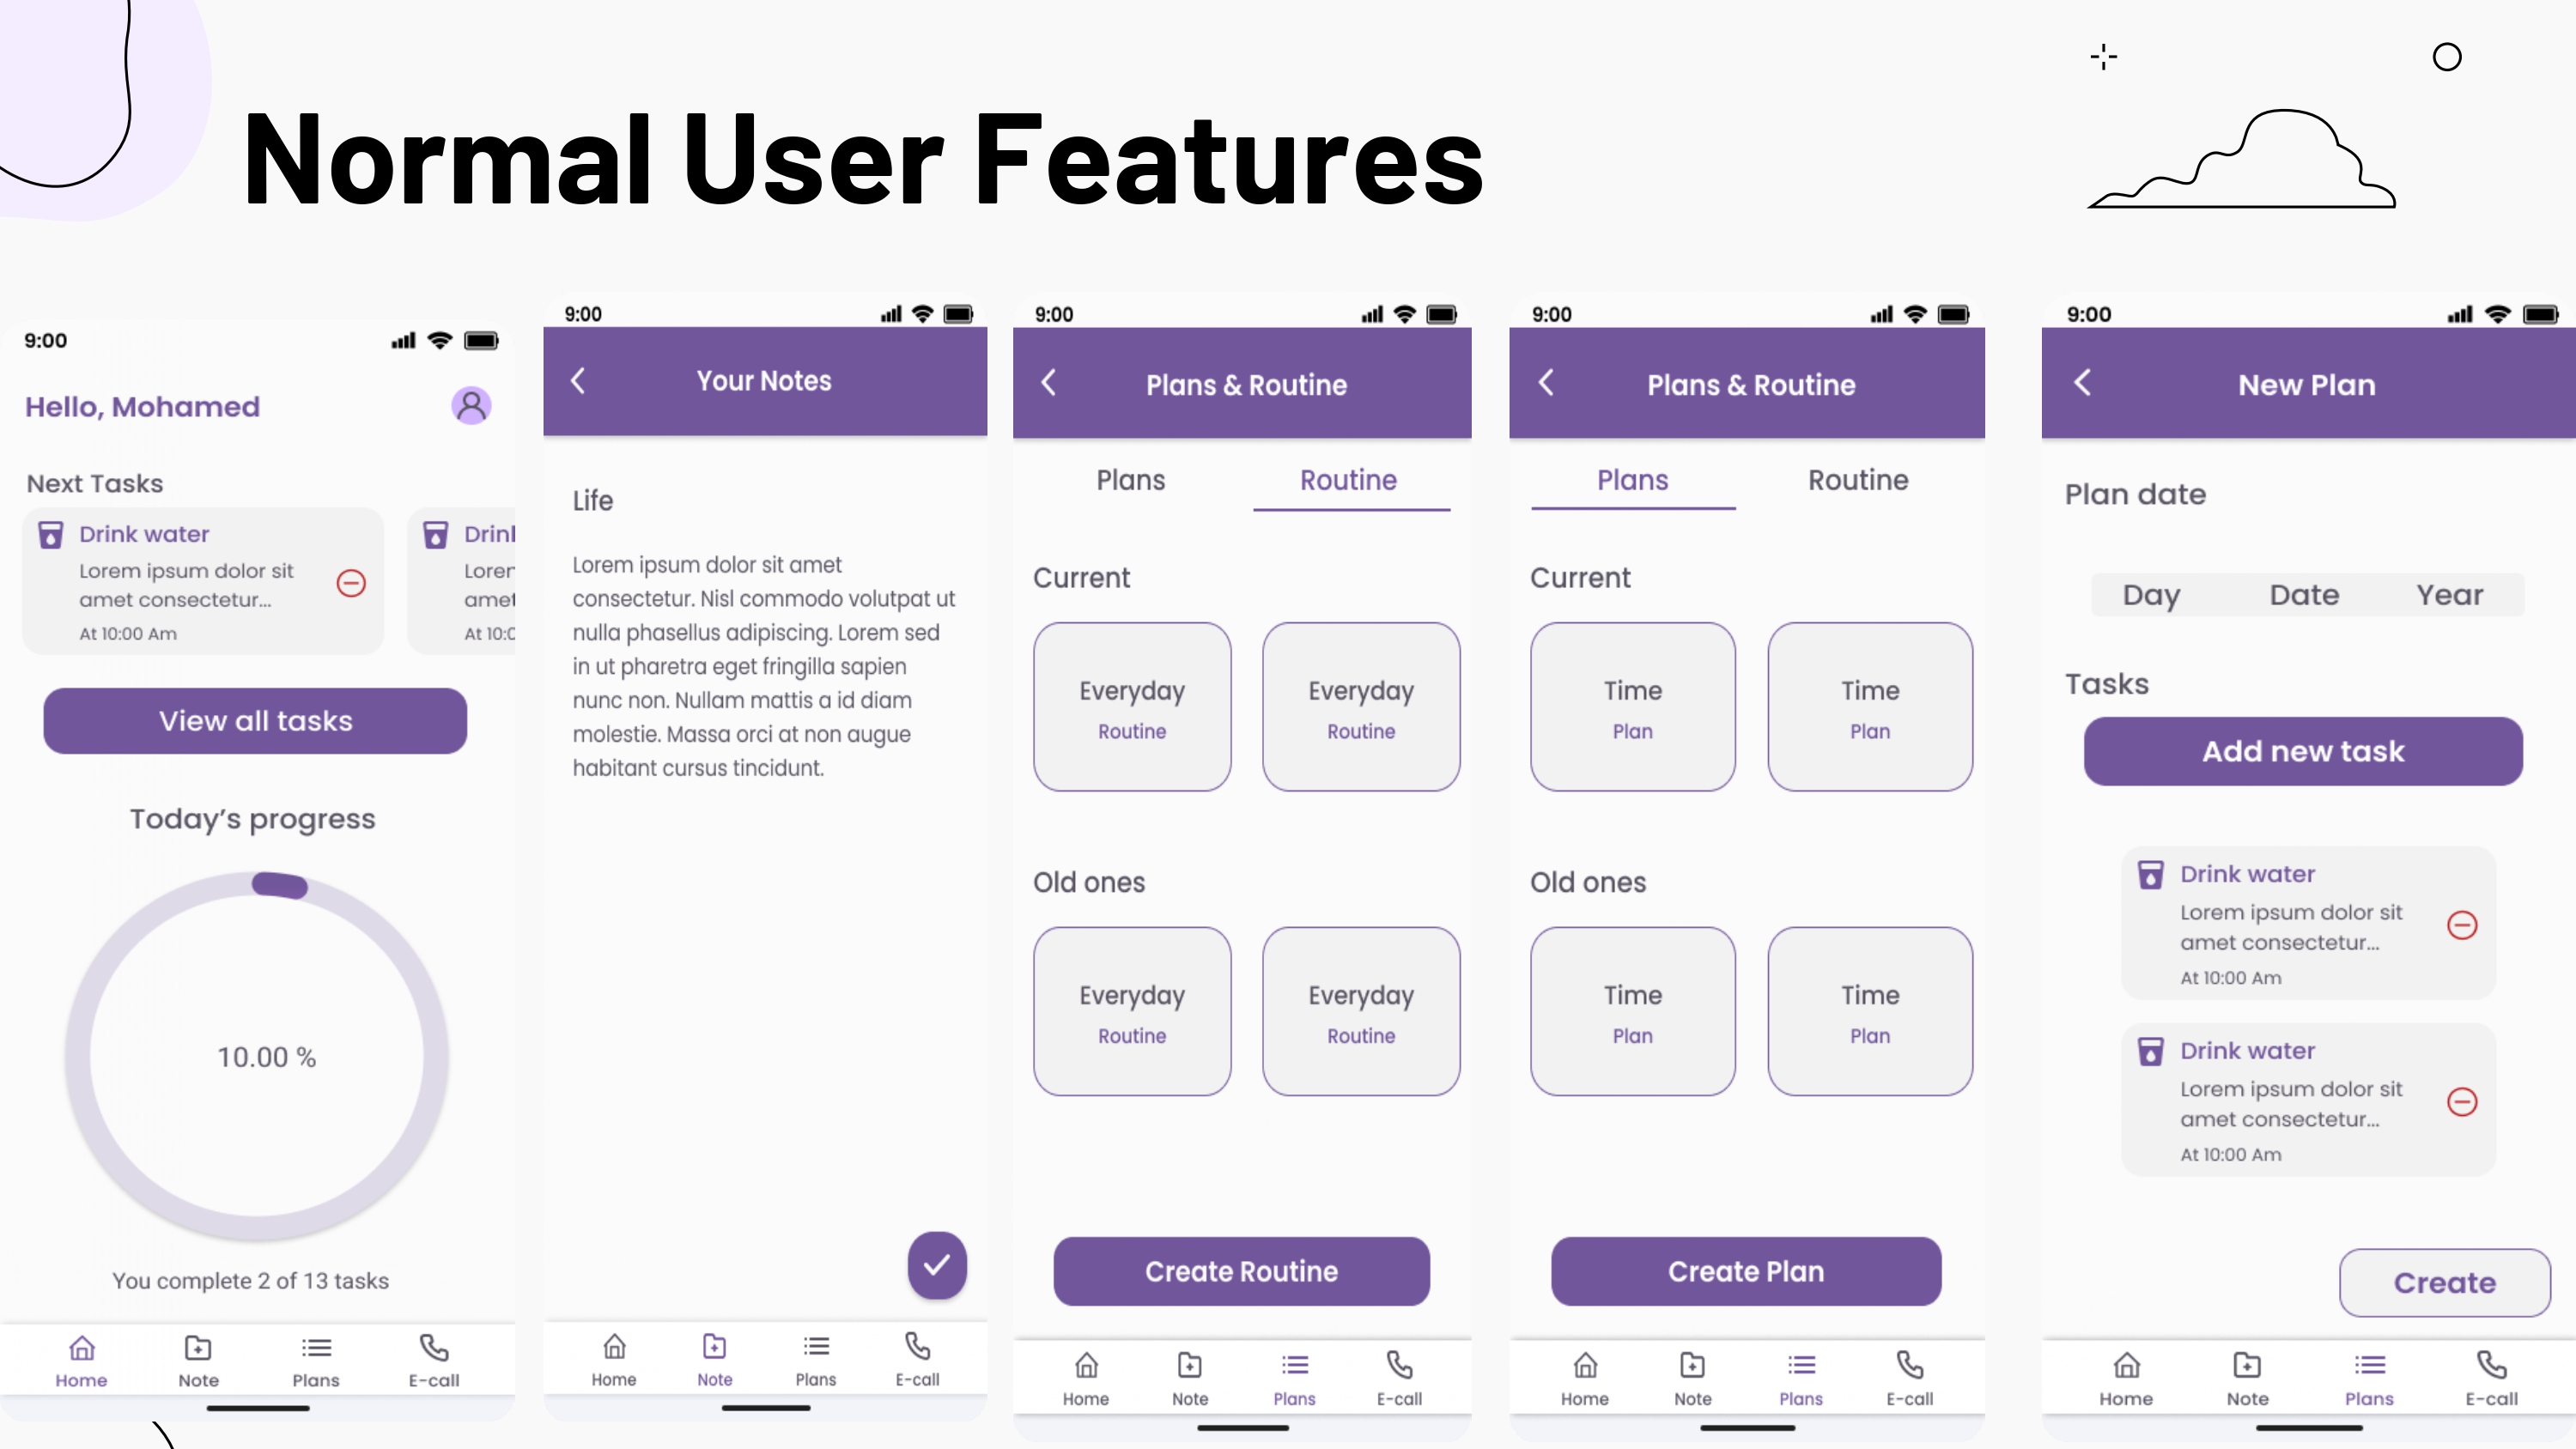 Normal User Features
9:00
Hello, Mohamed
Next Tasks
Drink water
Lorem ipsum dolor sit
amet consectetur...
At 10:00 Am
Drinl
Lorer
amet
At 10:0
View all tasks
Today's progress
10.00 %
You complete 2 of 13 tasks
Home
Note
Plans
E-call
9:00
Your Notes
Life
Lorem ipsum dolor sit amet
consectetur. Nisl commodo volutpat ut
nulla phasellus adipiscing. Lorem sed
in ut pharetra eget fringilla sapien
nunc non. Nullam mattis a id diam
molestie. Massa orci at non augue
habitant cursus tincidunt.
Home
Note
Plans
E-call
9:00
Plans & Routine
Plans
Routine
Current
Everyday
Routine
Everyday
Routine
Old ones
Everyday
Routine
Everyday
Routine
Create Routine
Home
Note
Plans
E-call
9:00
Plans & Routine
Plans
Routine
Current
Time
Plan
Time
Plan
Old ones
Time
Plan
Time
Plan
Create Plan
Home
Note
Plans
E-call
9:00
New Plan
Plan date
Day
Date
Year
Tasks
Add new task
Drink water
Lorem ipsum dolor sit
amet consectetur...
At 10:00 Am
Drink water
Lorem ipsum dolor sit
amet consectetur...
At 10:00 Am
Create
Home
Note
Plans
E-call